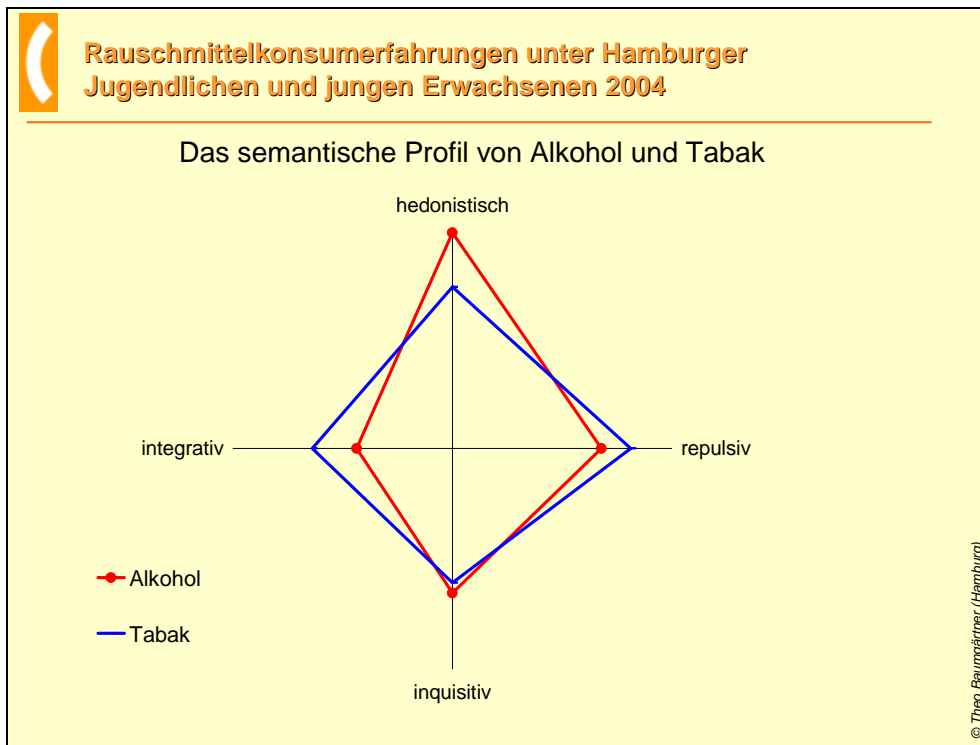 Rauschmittelkonsumerfahrungen unter Hamburger
Jugendlichen und jungen Erwachsenen 2004
Das semantische Profil von Alkohol und Tabak
hedonistisch
integrativ
repulsiv
Alkohol
Tabak
inquisitiv
© Theo Baumgärtner (Hamburg)